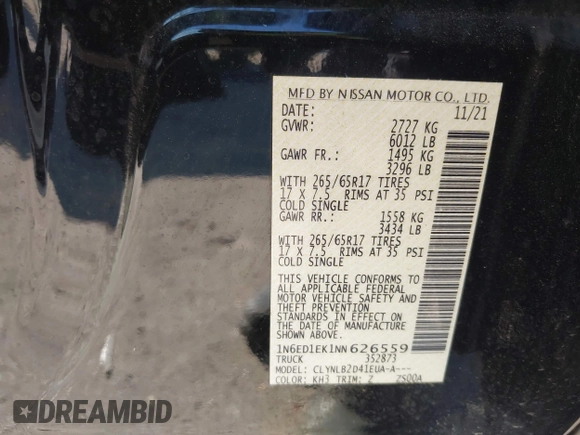 MFD BY NISSAN MOTOR CO., LTD.
DATE: 11/21
GVWR: 2727 KG
6012 LB
GAWR FR.: 1495 KG
3296 LB
WITH 265/65R17 TIRES
17 X 7.5 RIMS AT 35 PSI
COLD SINGLE
GAWR RR.: 1558 KG
3434 LB
WITH 265/65R17 TIRES
17 X 7.5 RIMS AT 35 PSI
COLD SINGLE
THIS VEHICLE CONFORMS TO
ALL APPLICABLE FEDERAL
MOTOR VEHICLE SAFETY AND
THEFT PREVENTION
STANDARDS IN EFFECT ON
THE DATE OF MANUFACTURE
SHOWN ABOVE.
1N6ED1EK1NN626559
TRUCK 352873
MODEL: CLYNLB2D41EUA-A---
COLOR: KH3 TRIM: Z ZS00A
DREAMBID